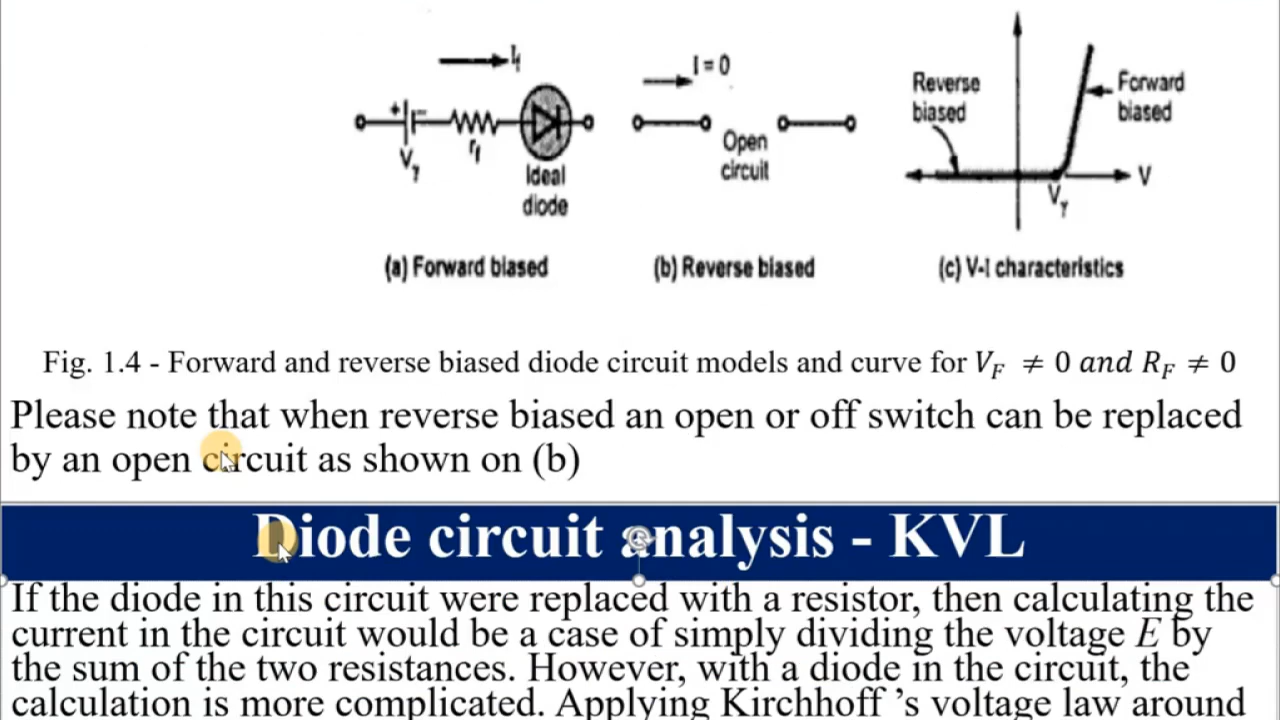 I_f
+ −
V_γ
r_f
Ideal
diode
(a) Forward biased
I = 0
Open
circuit
(b) Reverse biased
Reverse
biased
Forward
biased
V
V_γ
(c) V-I characteristics
Fig. 1.4 - Forward and reverse biased diode circuit models and curve for V_F ≠ 0 and R_F ≠ 0
Please note that when reverse biased an open or off switch can be replaced
by an open circuit as shown on (b)
Diode circuit analysis - KVL
If the diode in this circuit were replaced with a resistor, then calculating the
current in the circuit would be a case of simply dividing the voltage E by
the sum of the two resistances. However, with a diode in the circuit, the
calculation is more complicated. Applying Kirchhoff 's voltage law around